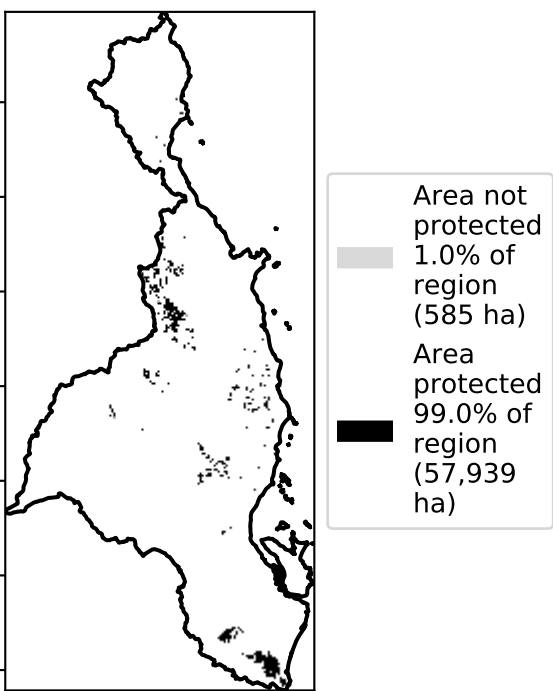 Area not
protected
1.0% of
region
(585 ha)
Area
protected
99.0% of
region
(57,939
ha)